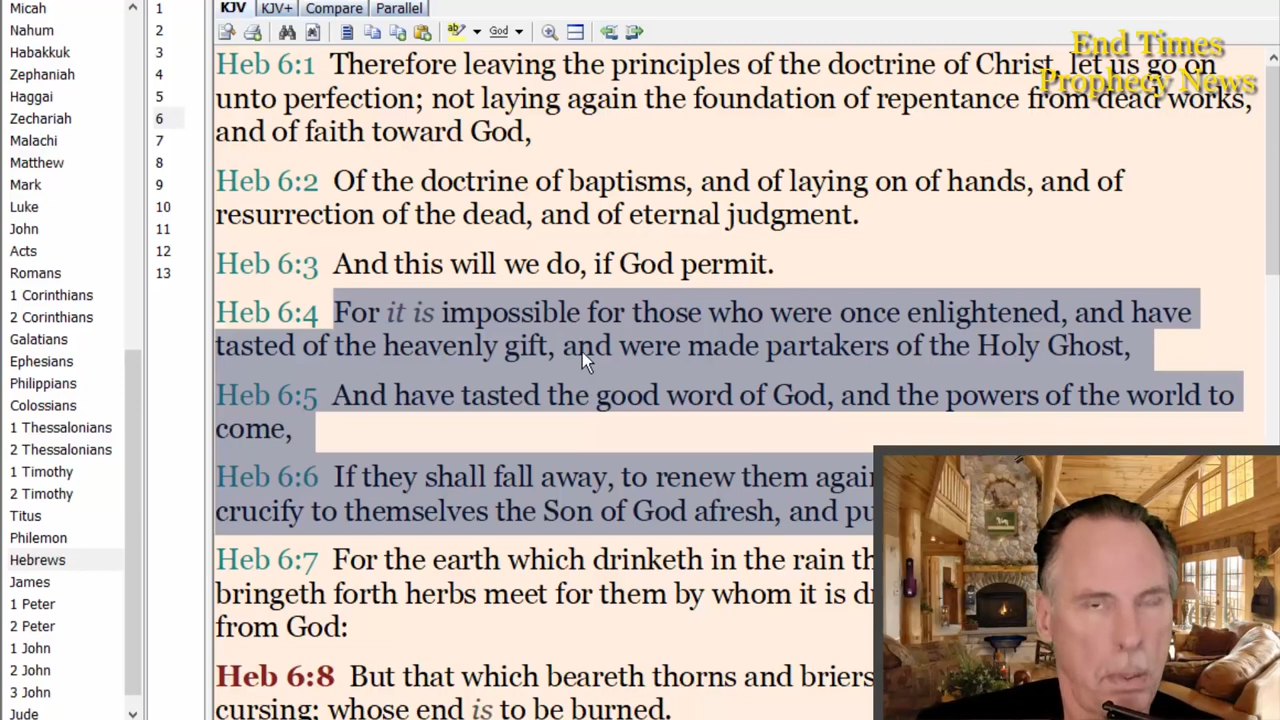 KJV KJV+ Compare Parallel
God
End Times
Prophecy News
Micah
Nahum
Habakkuk
Zephaniah
Haggai
Zechariah
Malachi
Matthew
Mark
Luke
John
Acts
Romans
1 Corinthians
2 Corinthians
Galatians
Ephesians
Philippians
Colossians
1 Thessalonians
2 Thessalonians
1 Timothy
2 Timothy
Titus
Philemon
Hebrews
James
1 Peter
2 Peter
1 John
2 John
3 John
Jude
1
2
3
4
5
6
7
8
9
10
11
12
13
Heb 6:1 Therefore leaving the principles of the doctrine of Christ, let us go on
unto perfection; not laying again the foundation of repentance from dead works,
and of faith toward God,
Heb 6:2 Of the doctrine of baptisms, and of laying on of hands, and of
resurrection of the dead, and of eternal judgment.
Heb 6:3 And this will we do, if God permit.
Heb 6:4 For it is impossible for those who were once enlightened, and have
tasted of the heavenly gift, and were made partakers of the Holy Ghost,
Heb 6:5 And have tasted the good word of God, and the powers of the world to
come,
Heb 6:6 If they shall fall away, to renew them again
crucify to themselves the Son of God afresh, and pu
Heb 6:7 For the earth which drinketh in the rain th
bringeth forth herbs meet for them by whom it is dr
from God:
Heb 6:8 But that which beareth thorns and briers
cursing; whose end is to be burned.